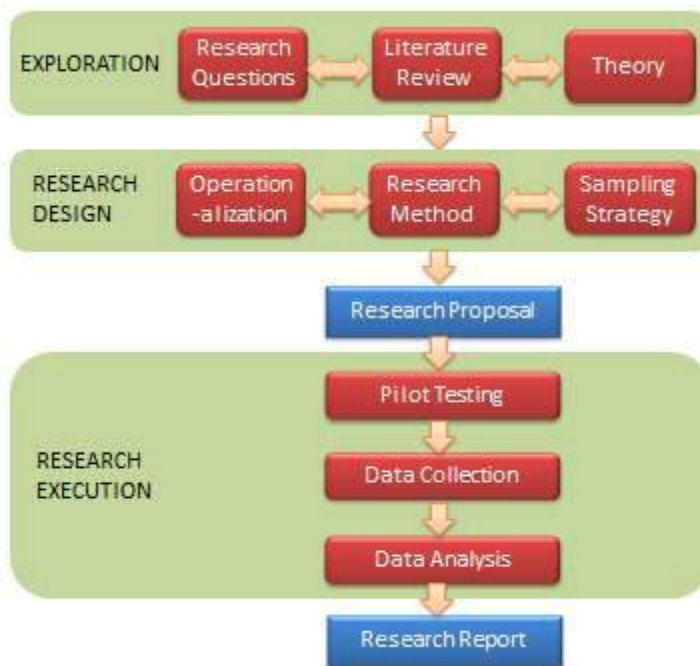 EXPLORATION
Research
Questions
Literature
Review
Theory
RESEARCH
DESIGN
Operation
-alization
Research
Method
Sampling
Strategy
Research Proposal
RESEARCH
EXECUTION
Pilot Testing
Data Collection
Data Analysis
Research Report